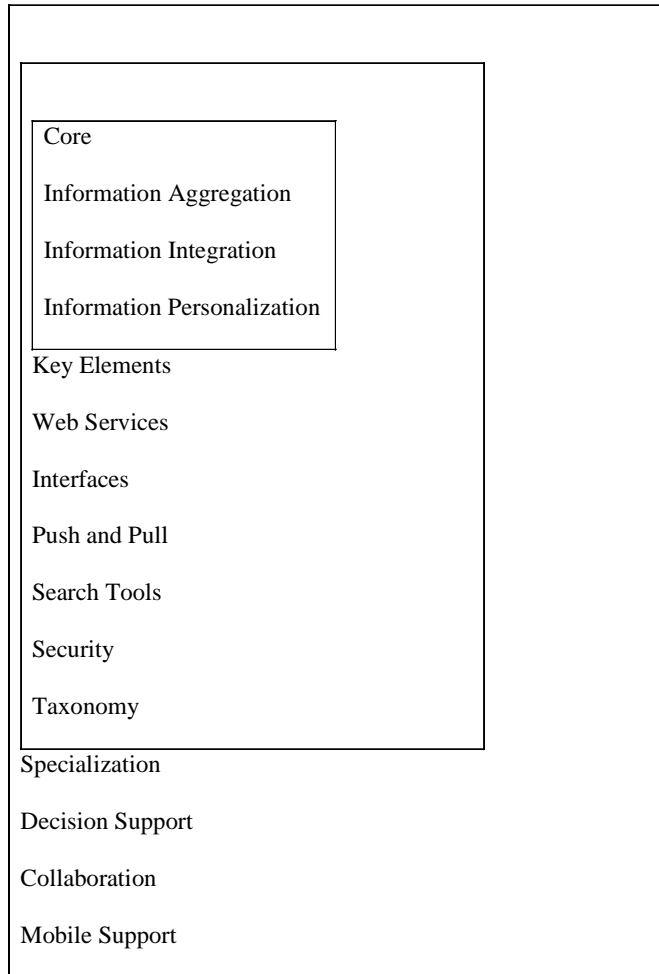 Core
Information Aggregation
Information Integration
Information Personalization
Key Elements
Web Services
Interfaces
Push and Pull
Search Tools
Security
Taxonomy
Specialization
Decision Support
Collaboration
Mobile Support